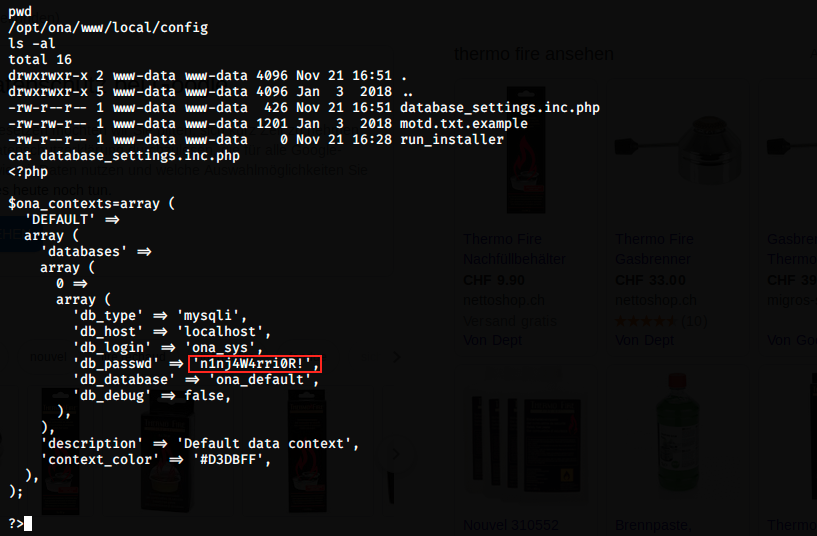 pwd
/opt/ona/www/local/config
ls -al
total 16
drwxrwxr-x 2 www-data www-data 4096 Nov 21 16:51 .
drwxrwxr-x 5 www-data www-data 4096 Jan  3  2018 ..
-rw-r--r-- 1 www-data www-data  426 Nov 21 16:51 database_settings.inc.php
-rw-rw-r-- 1 www-data www-data 1201 Jan  3  2018 motd.txt.example
-rw-r--r-- 1 www-data www-data    0 Nov 21 16:28 run_installer
cat database_settings.inc.php
<?php

$ona_contexts=array (
  'DEFAULT' =>
  array (
    'databases' =>
    array (
      0 =>
      array (
        'db_type' => 'mysqli',
        'db_host' => 'localhost',
        'db_login' => 'ona_sys',
        'db_passwd' => 'n1nj4W4rri0R!',
        'db_database' => 'ona_default',
        'db_debug' => false,
      ),
    ),
    'description' => 'Default data context',
    'context_color' => '#D3DBFF',
  ),
);

?>
thermo fire ansehen
Thermo Fire
Nachfüllbehälter
CHF 9.90
nettoshop.ch
Versand gratis
Von Dept
Thermo Fire
Gasbrenner
CHF 33.00
nettoshop.ch
(10)
Von Dept
Gasb
Thermo
CHF 39
migros
Von Go
Nouvel 310552
Brennpaste,
Thermo